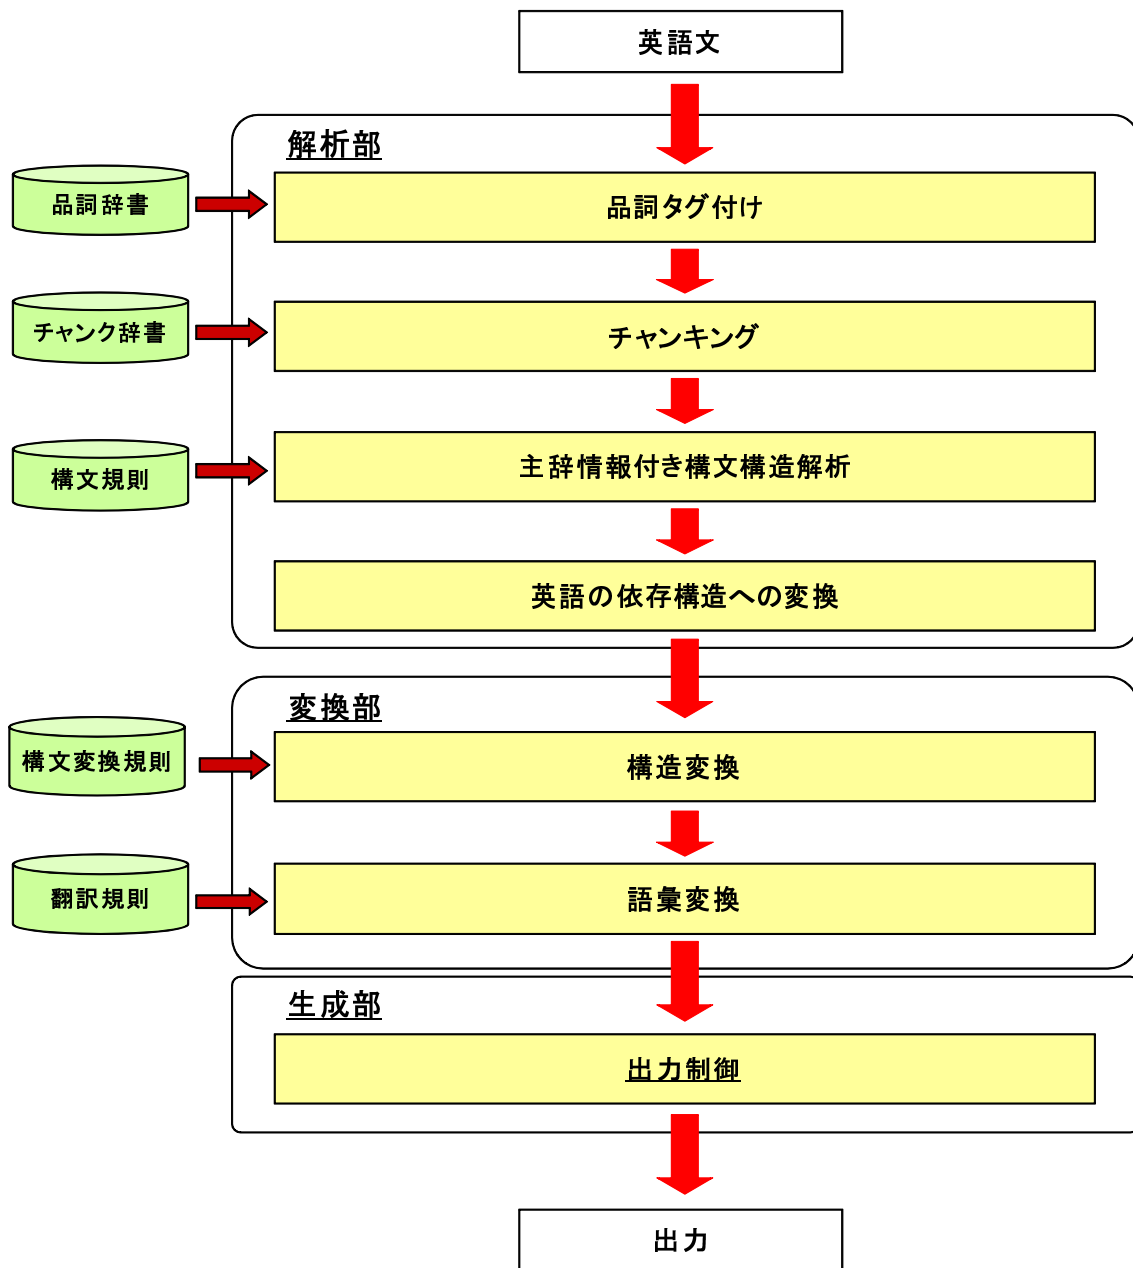 英語文
解析部
品詞辞書
品詞タグ付け
チャンク辞書
チャンキング
構文規則
主辞情報付き構文構造解析
英語の依存構造への変換
変換部
構文変換規則
構造変換
翻訳規則
語彙変換
生成部
出力制御
出力